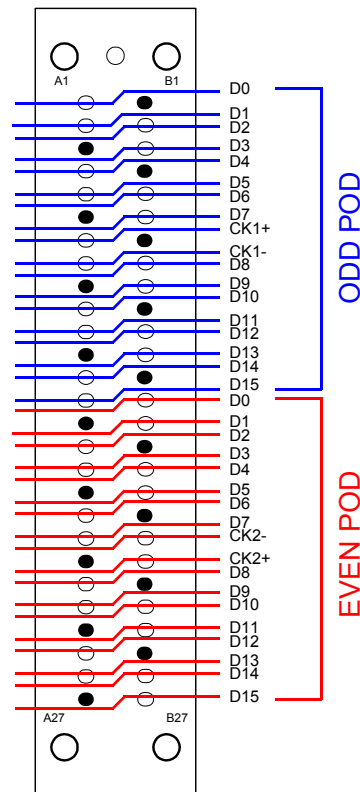 A1
B1
D0
D1
D2
D3
D4
D5
D6
D7
CK1+
CK1-
D8
D9
D10
D11
D12
D13
D14
D15
ODD POD
D0
D1
D2
D3
D4
D5
D6
D7
CK2-
CK2+
D8
D9
D10
D11
D12
D13
D14
D15
EVEN POD
A27
B27